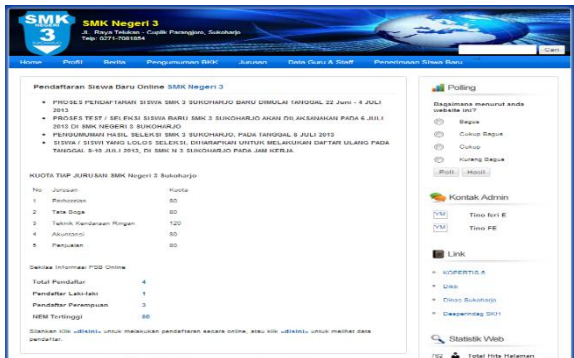 SMK
NEGERI
3
SMK Negeri 3
JL. Raya Telukan - Cuplik Parangjoro, Sukoharjo
Telp: 0271-7081854
Cari
Home Profil Berita Pengumuman BKK Jurusan Data Guru & Staff Penerimaan Siswa Baru
Pendaftaran Siswa Baru Online SMK Negeri 3
PROSES PENDAFTARAN SISWA SMK 3 SUKOHARJO BARU DIMULAI TANGGAL 22 Juni - 4 JULI
2013
PROSES TEST / SELEKSI SISWA BARU SMK 3 SUKOHARJO AKAN DILAKSANAKAN PADA 6 JULI
2013 DI SMK NEGERI 3 SUKOHARJO
PENGUMUMAN HASIL SELEKSI SMK 3 SUKOHARJO, PADA TANGGAL 8 JULI 2013
SISWA / SISWI YANG LOLOS SELEKSI, DIHARAPKAN UNTUK MELAKUKAN DAFTAR ULANG PADA
TANGGAL 8-10 JULI 2013, DI SMK N 3 SUKOHARJO PADA JAM KERJA.
KUOTA TIAP JURUSAN SMK Negeri 3 Sukoharjo
No Jurusan Kuota
1 Perhotelan 80
2 Tata Boga 80
3 Teknik Kendaraan Ringan 120
4 Akuntansi 80
5 Penjualan 80
Sekilas Informasi PSB Online
Total Pendaftar 4
Pendaftar Laki-laki 1
Pendaftar Perempuan 3
NEM Tertinggi 80
Silahkan klik »disini« untuk melakukan pendaftaran secara online, atau klik »disini« untuk melihat data
pendaftar.
Polling
Bagaimana menurut anda
website ini?
Bagus
Cukup Bagus
Cukup
Kurang Bagus
Poll Hasil
Kontak Admin
YM Tino feri E
YM Tino FE
Link
KOPERTIS 6
Dikti
Dinas Sukoharjo
Desperindag SKH
Statistik Web
762 Total Hits Halaman